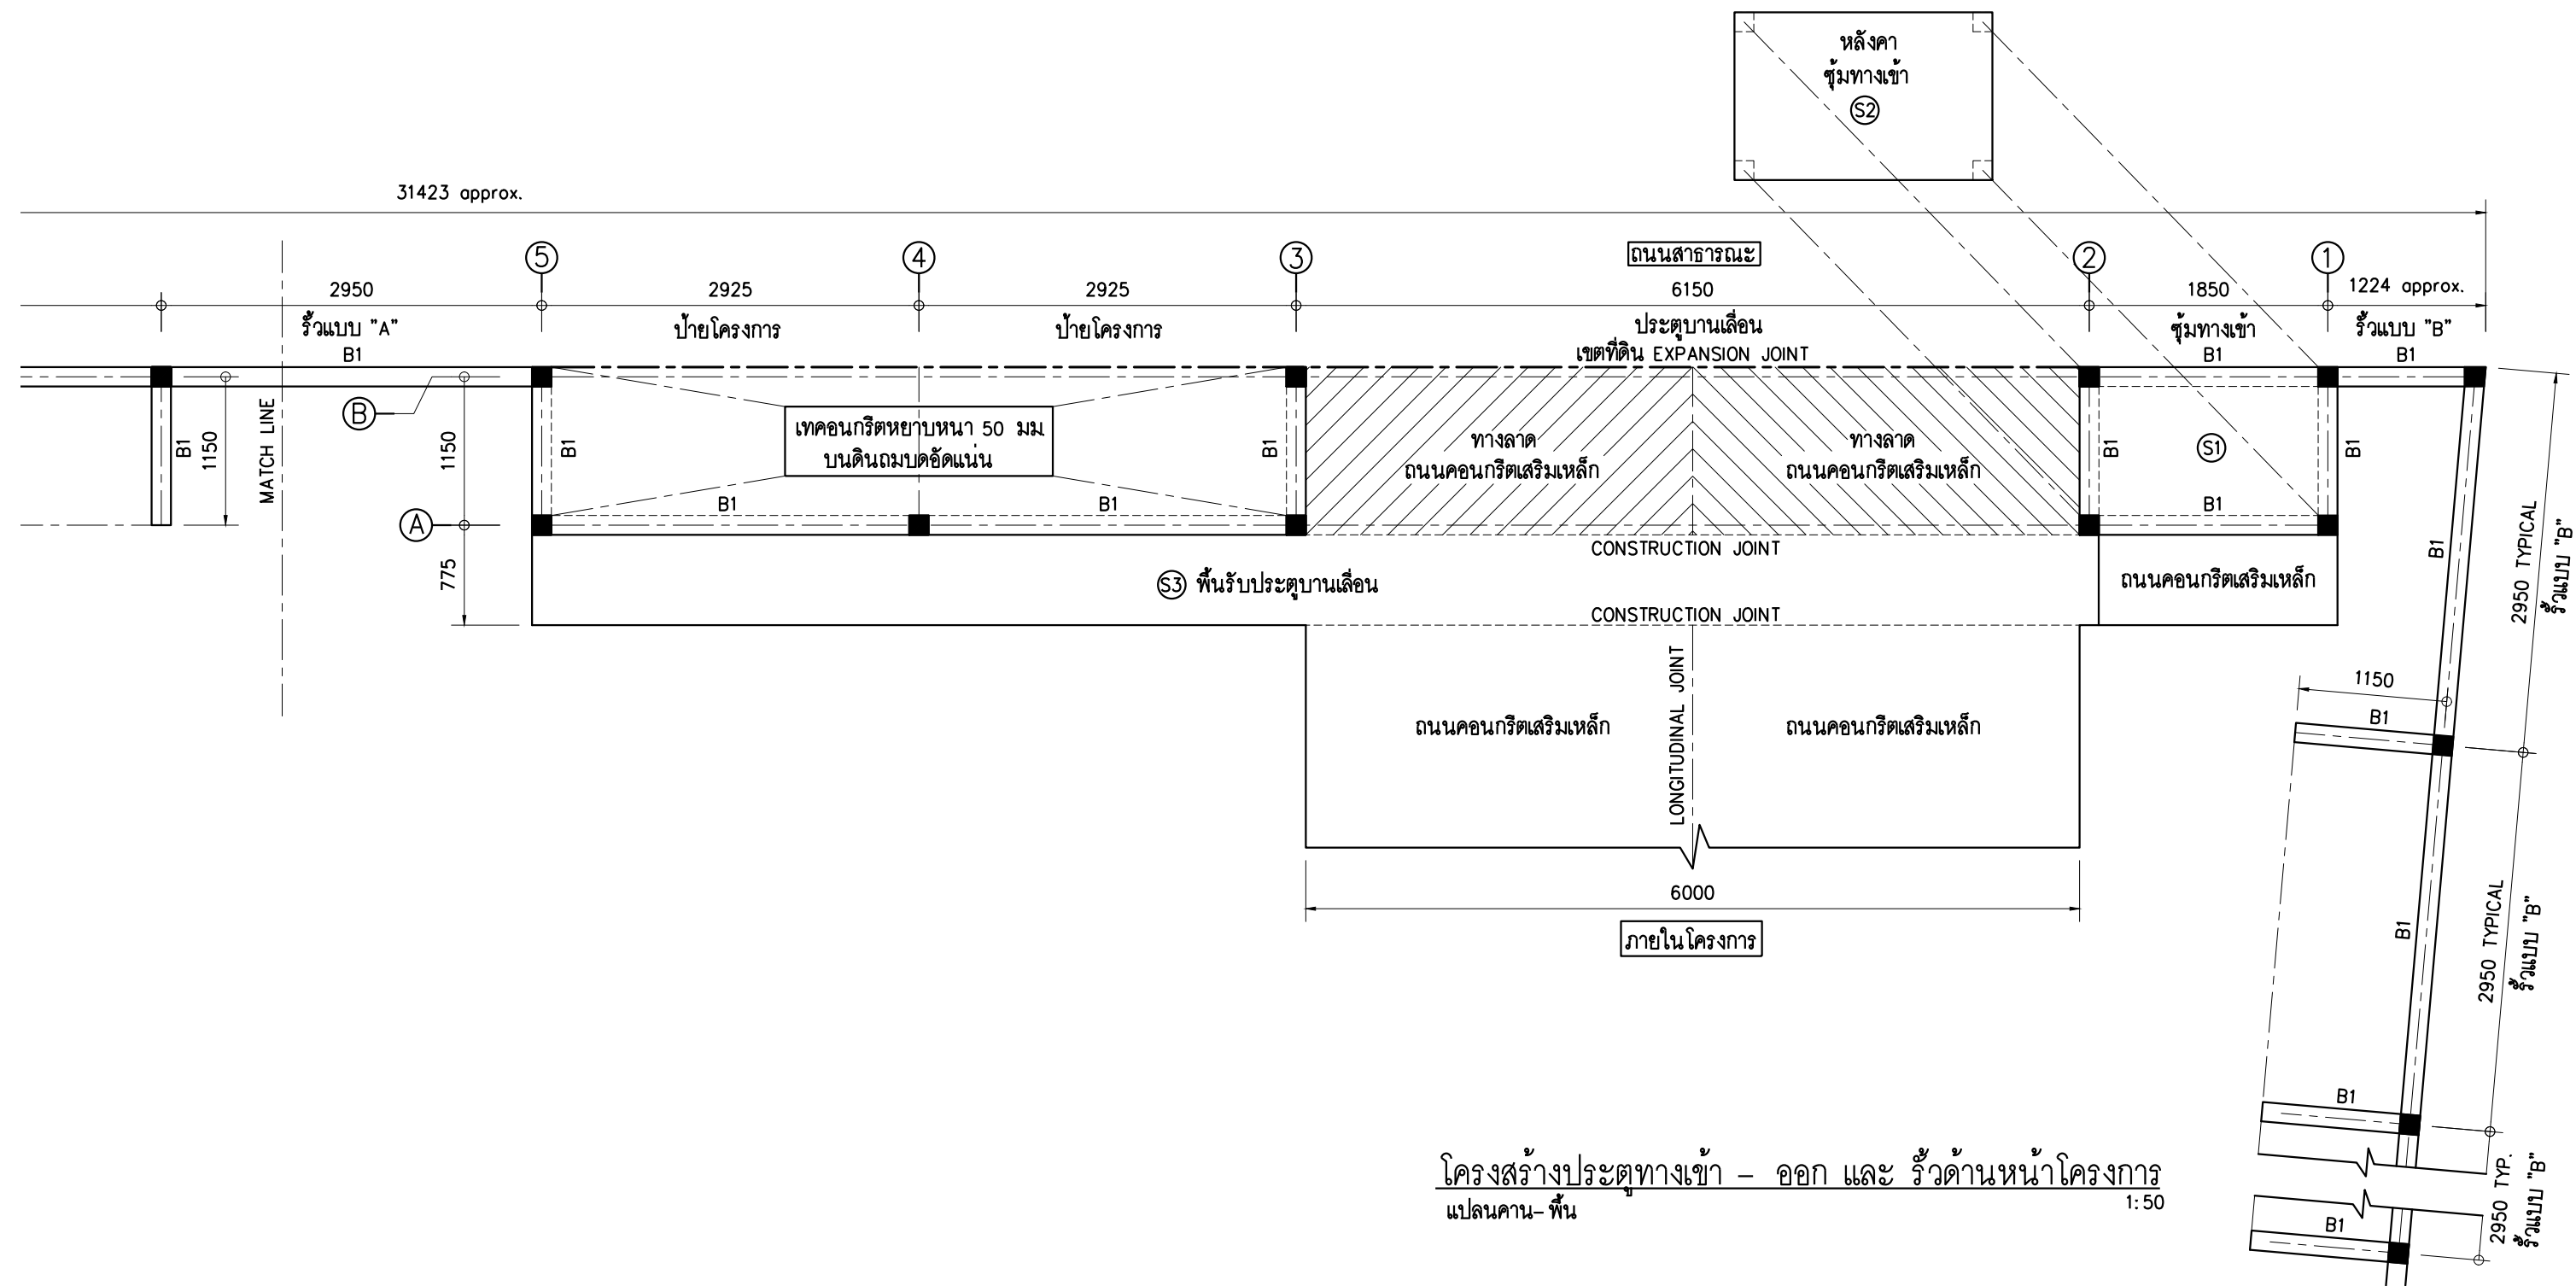 หลังคา
ซุ้มทางเข้า
S2
31423 approx.
5
4
3
ถนนสาธารณะ
2
1
2950
2925
2925
6150
1850
1224 approx.
รั้วแบบ "A"
ป้ายโครงการ
ป้ายโครงการ
ประตูบานเลื่อน
ซุ้มทางเข้า
รั้วแบบ "B"
B1
เขตที่ดิน EXPANSION JOINT
B1
B1
B
B1
1150
MATCH LINE
1150
B1
เทคอนกรีตหยาบหนา 50 มม.
บนดินถมบดอัดแน่น
B1
ทางลาด
ถนนคอนกรีตเสริมเหล็ก
ทางลาด
ถนนคอนกรีตเสริมเหล็ก
B1
S1
B1
B1
B1
B1
A
775
CONSTRUCTION JOINT
S3 พื้นรับประตูบานเลื่อน
ถนนคอนกรีตเสริมเหล็ก
CONSTRUCTION JOINT
B1
2950 TYPICAL
รั้วแบบ "B"
LONGITUDINAL JOINT
ถนนคอนกรีตเสริมเหล็ก
ถนนคอนกรีตเสริมเหล็ก
1150
B1
6000
ภายในโครงการ
B1
2950 TYPICAL
รั้วแบบ "B"
B1
โครงสร้างประตูทางเข้า - ออก และ รั้วด้านหน้าโครงการ
แปลนคาน-พื้น
1:50
2950 TYP.
รั้วแบบ "B"
B1